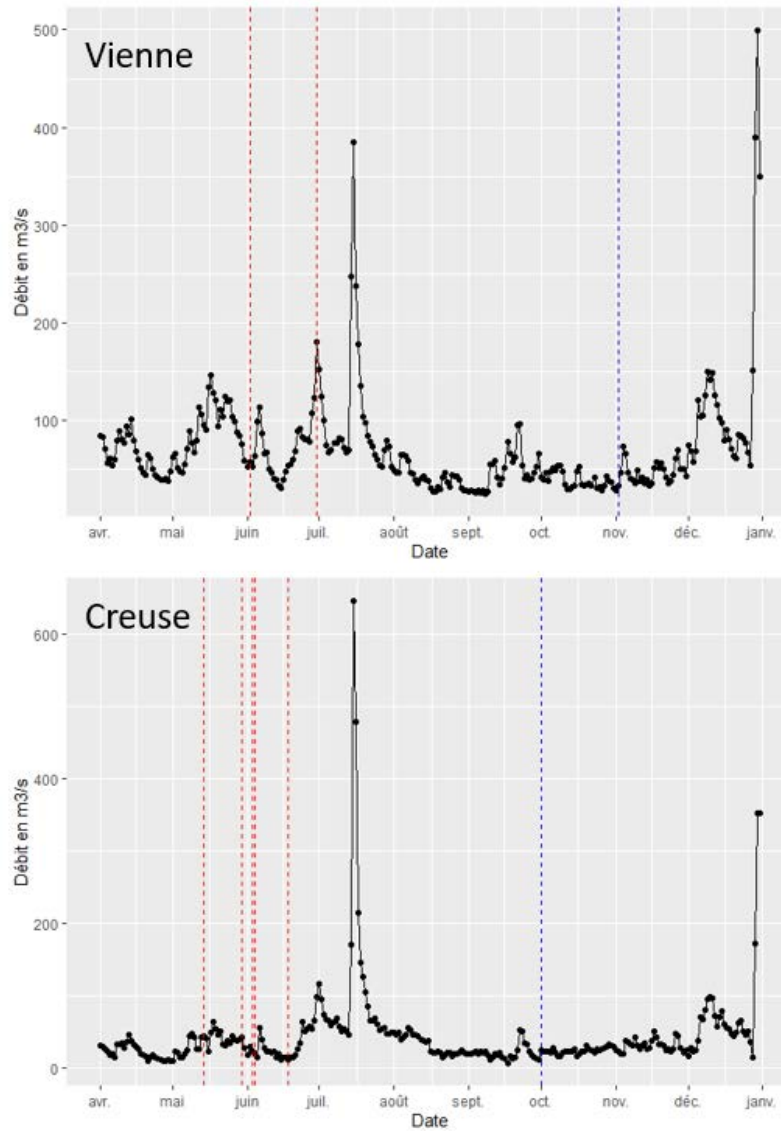 Vienne
500
400
300
200
100
Débit en m3/s
avr. mai juin juil. août sept. oct. nov. déc. janv.
Date
Creuse
600
400
200
0
Débit en m3/s
avr. mai juin juil. août sept. oct. nov. déc. janv.
Date